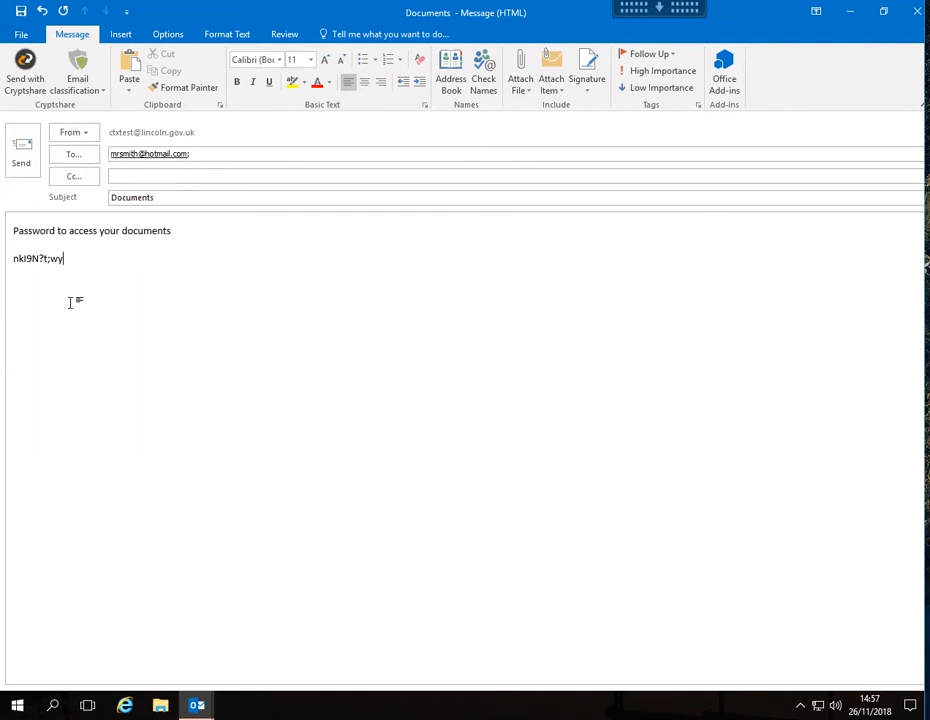 Documents - Message (HTML)
File Message Insert Options Format Text Review Tell me what you want to do...
Send with Cryptshare
Email classification
Cryptshare
Paste
Cut
Copy
Format Painter
Clipboard
Calibri (Boc 11
B I U
Basic Text
Address Book
Check Names
Names
Attach File
Attach Item
Signature
Include
Follow Up
High Importance
Low Importance
Tags
Office Add-ins
Add-ins
Send
From ctxtest@lincoln.gov.uk
To... mrsmith@hotmail.com;
Cc...
Subject Documents
Password to access your documents
nkI9N?t;wy
14:57
26/11/2018